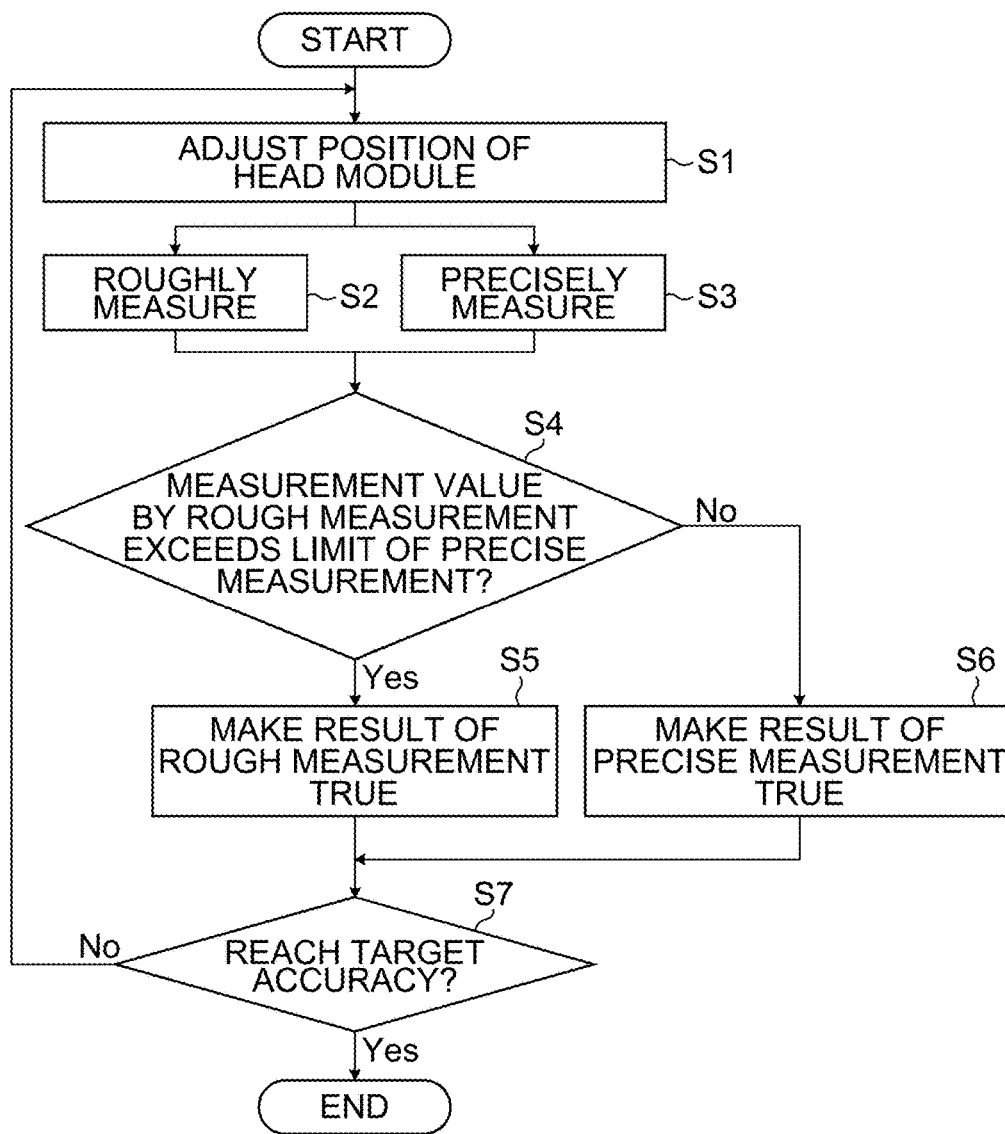 START
ADJUST POSITION OF
HEAD MODULE
S1
ROUGHLY
MEASURE
S2
PRECISELY
MEASURE
S3
S4
MEASUREMENT VALUE
BY ROUGH MEASUREMENT
EXCEEDS LIMIT OF PRECISE
MEASUREMENT?
No
Yes
S5
MAKE RESULT OF
ROUGH MEASUREMENT
TRUE
S6
MAKE RESULT OF
PRECISE MEASUREMENT
TRUE
S7
No
REACH TARGET
ACCURACY?
Yes
END